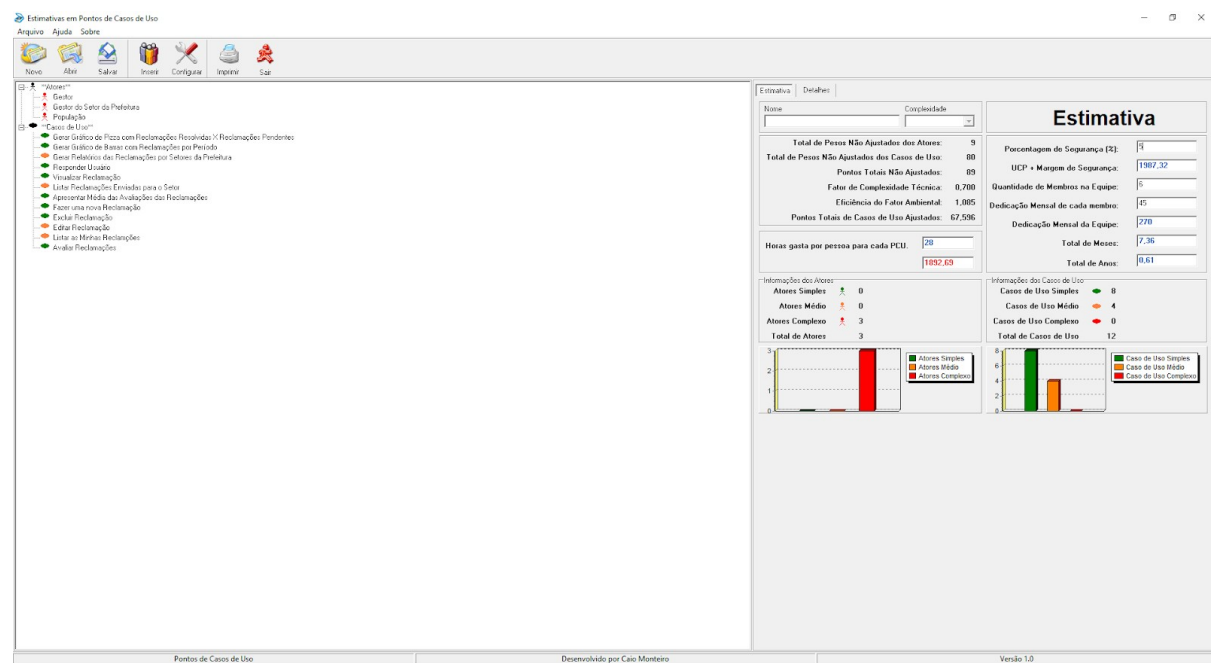 Estimativas em Pontos de Casos de Uso
Arquivo Ajuda Sobre
Novo Abrir Salvar Inserir Configurar Imprimir Sair
"Atores"
Gestor
Gestor do Setor da Prefeitura
População
"Casos de Uso"
Gerar Gráfico de Pizza com Reclamações Resolvidas X Reclamações Pendentes
Gerar Gráfico de Barras com Reclamações por Período
Gerar Relatórios das Reclamações por Setores da Prefeitura
Responder Usuário
Visualizar Reclamação
Listar Reclamações Enviadas para o Setor
Apresentar Média das Avaliações das Reclamações
Fazer uma nova Reclamação
Excluir Reclamação
Editar Reclamação
Listar as Minhas Reclamções
Avaliar Reclamações
Estimativa Detalhes
Nome Complexidade
Total de Pesos Não Ajustados dos Atores: 9
Total de Pesos Não Ajustados dos Casos de Uso: 80
Pontos Totais Não Ajustados: 89
Fator de Complexidade Técnica: 0,700
Eficiência do Fator Ambiental: 1,085
Pontos Totais de Casos de Uso Ajustados: 67,596
Horas gasta por pessoa para cada PCU. 28
1892,69
Estimativa
Porcentagem de Segurança (%): 5
UCP + Margem de Segurança: 1987,32
Quantidade de Membros na Equipe: 6
Dedicação Mensal de cada membro: 45
Dedicação Mensal da Equipe: 270
Total de Meses: 7,36
Total de Anos: 0,61
Informações dos Atores
Atores Simples 0
Atores Médio 0
Atores Complexo 3
Total de Atores 3
Informações dos Casos de Uso
Casos de Uso Simples 8
Casos de Uso Médio 4
Casos de Uso Complexo 0
Total de Casos de Uso 12
3
2
1
0
Atores Simples
Atores Médio
Atores Complexo
8
6
4
2
0
Caso de Uso Simples
Caso de Uso Médio
Caso de Uso Complexo
Pontos de Casos de Uso Desenvolvido por Caio Monteiro Versão 1.0